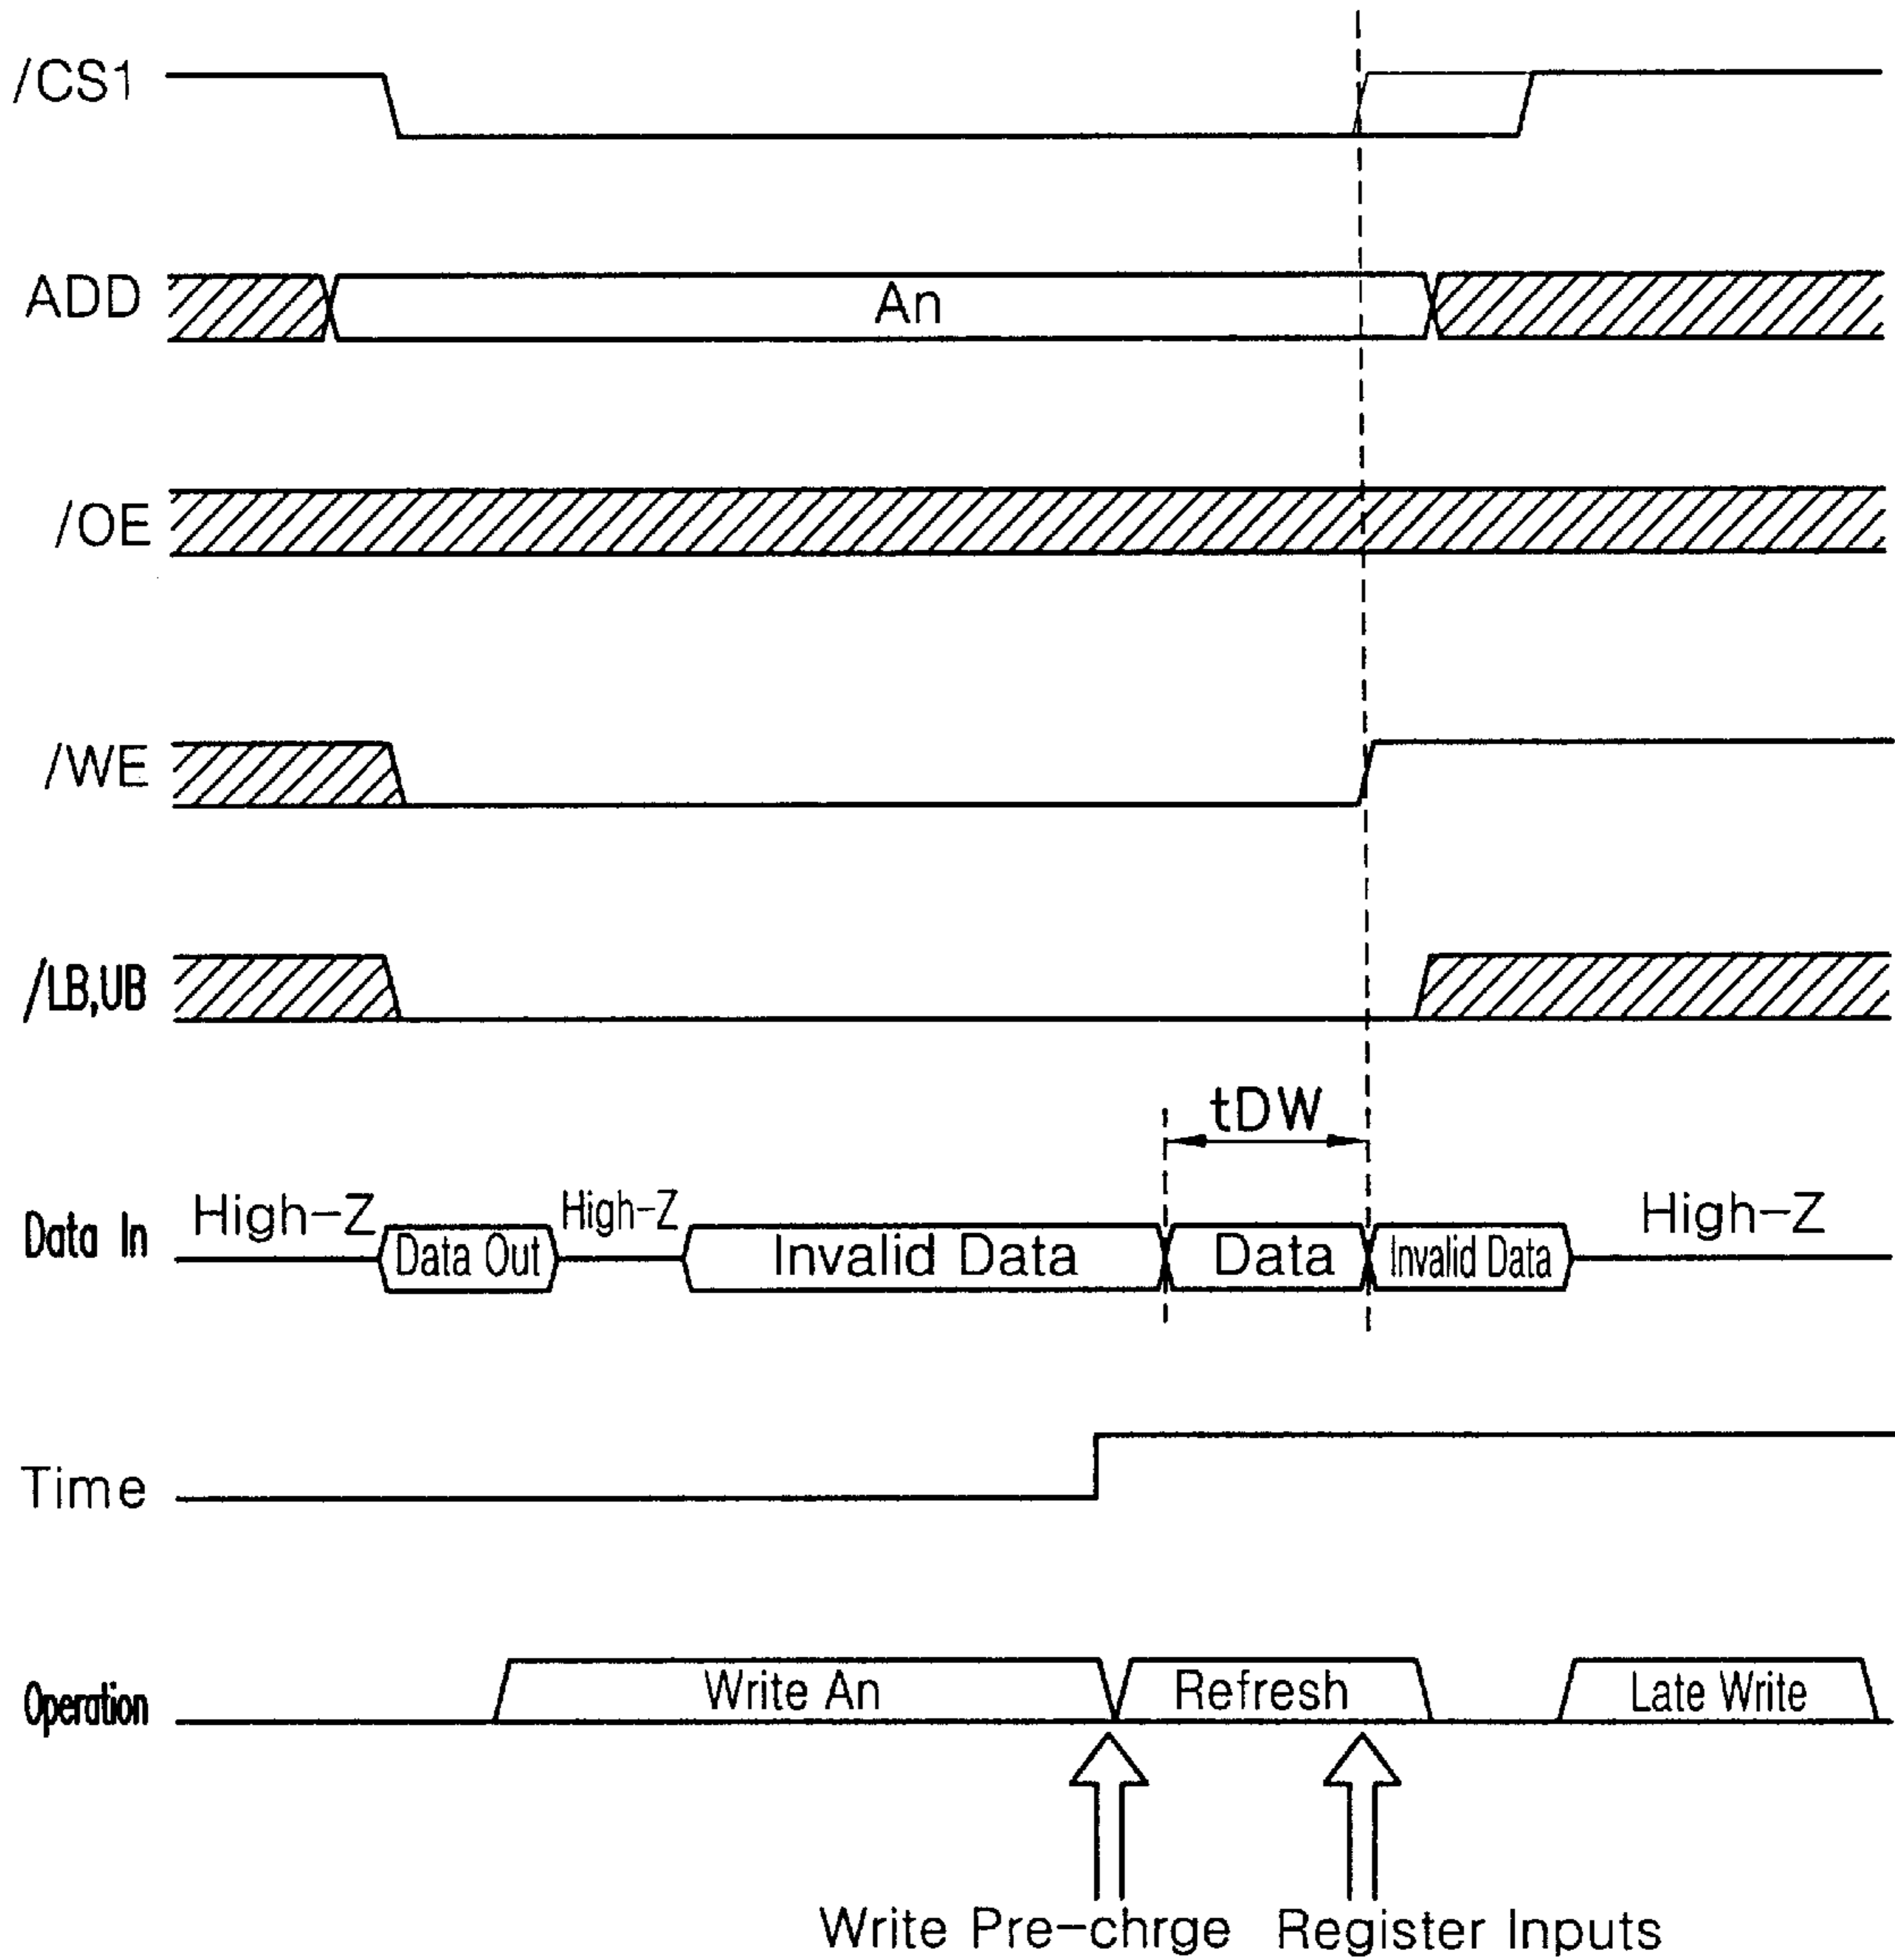 /CS1
ADD
An
/OE
/WE
/LB,UB
tDW
Data In
High-Z
Data Out
High-Z
Invalid Data
Data
Invalid Data
High-Z
Time
Operation
Write An
Refresh
Late Write
Write Pre-chrge
Register Inputs